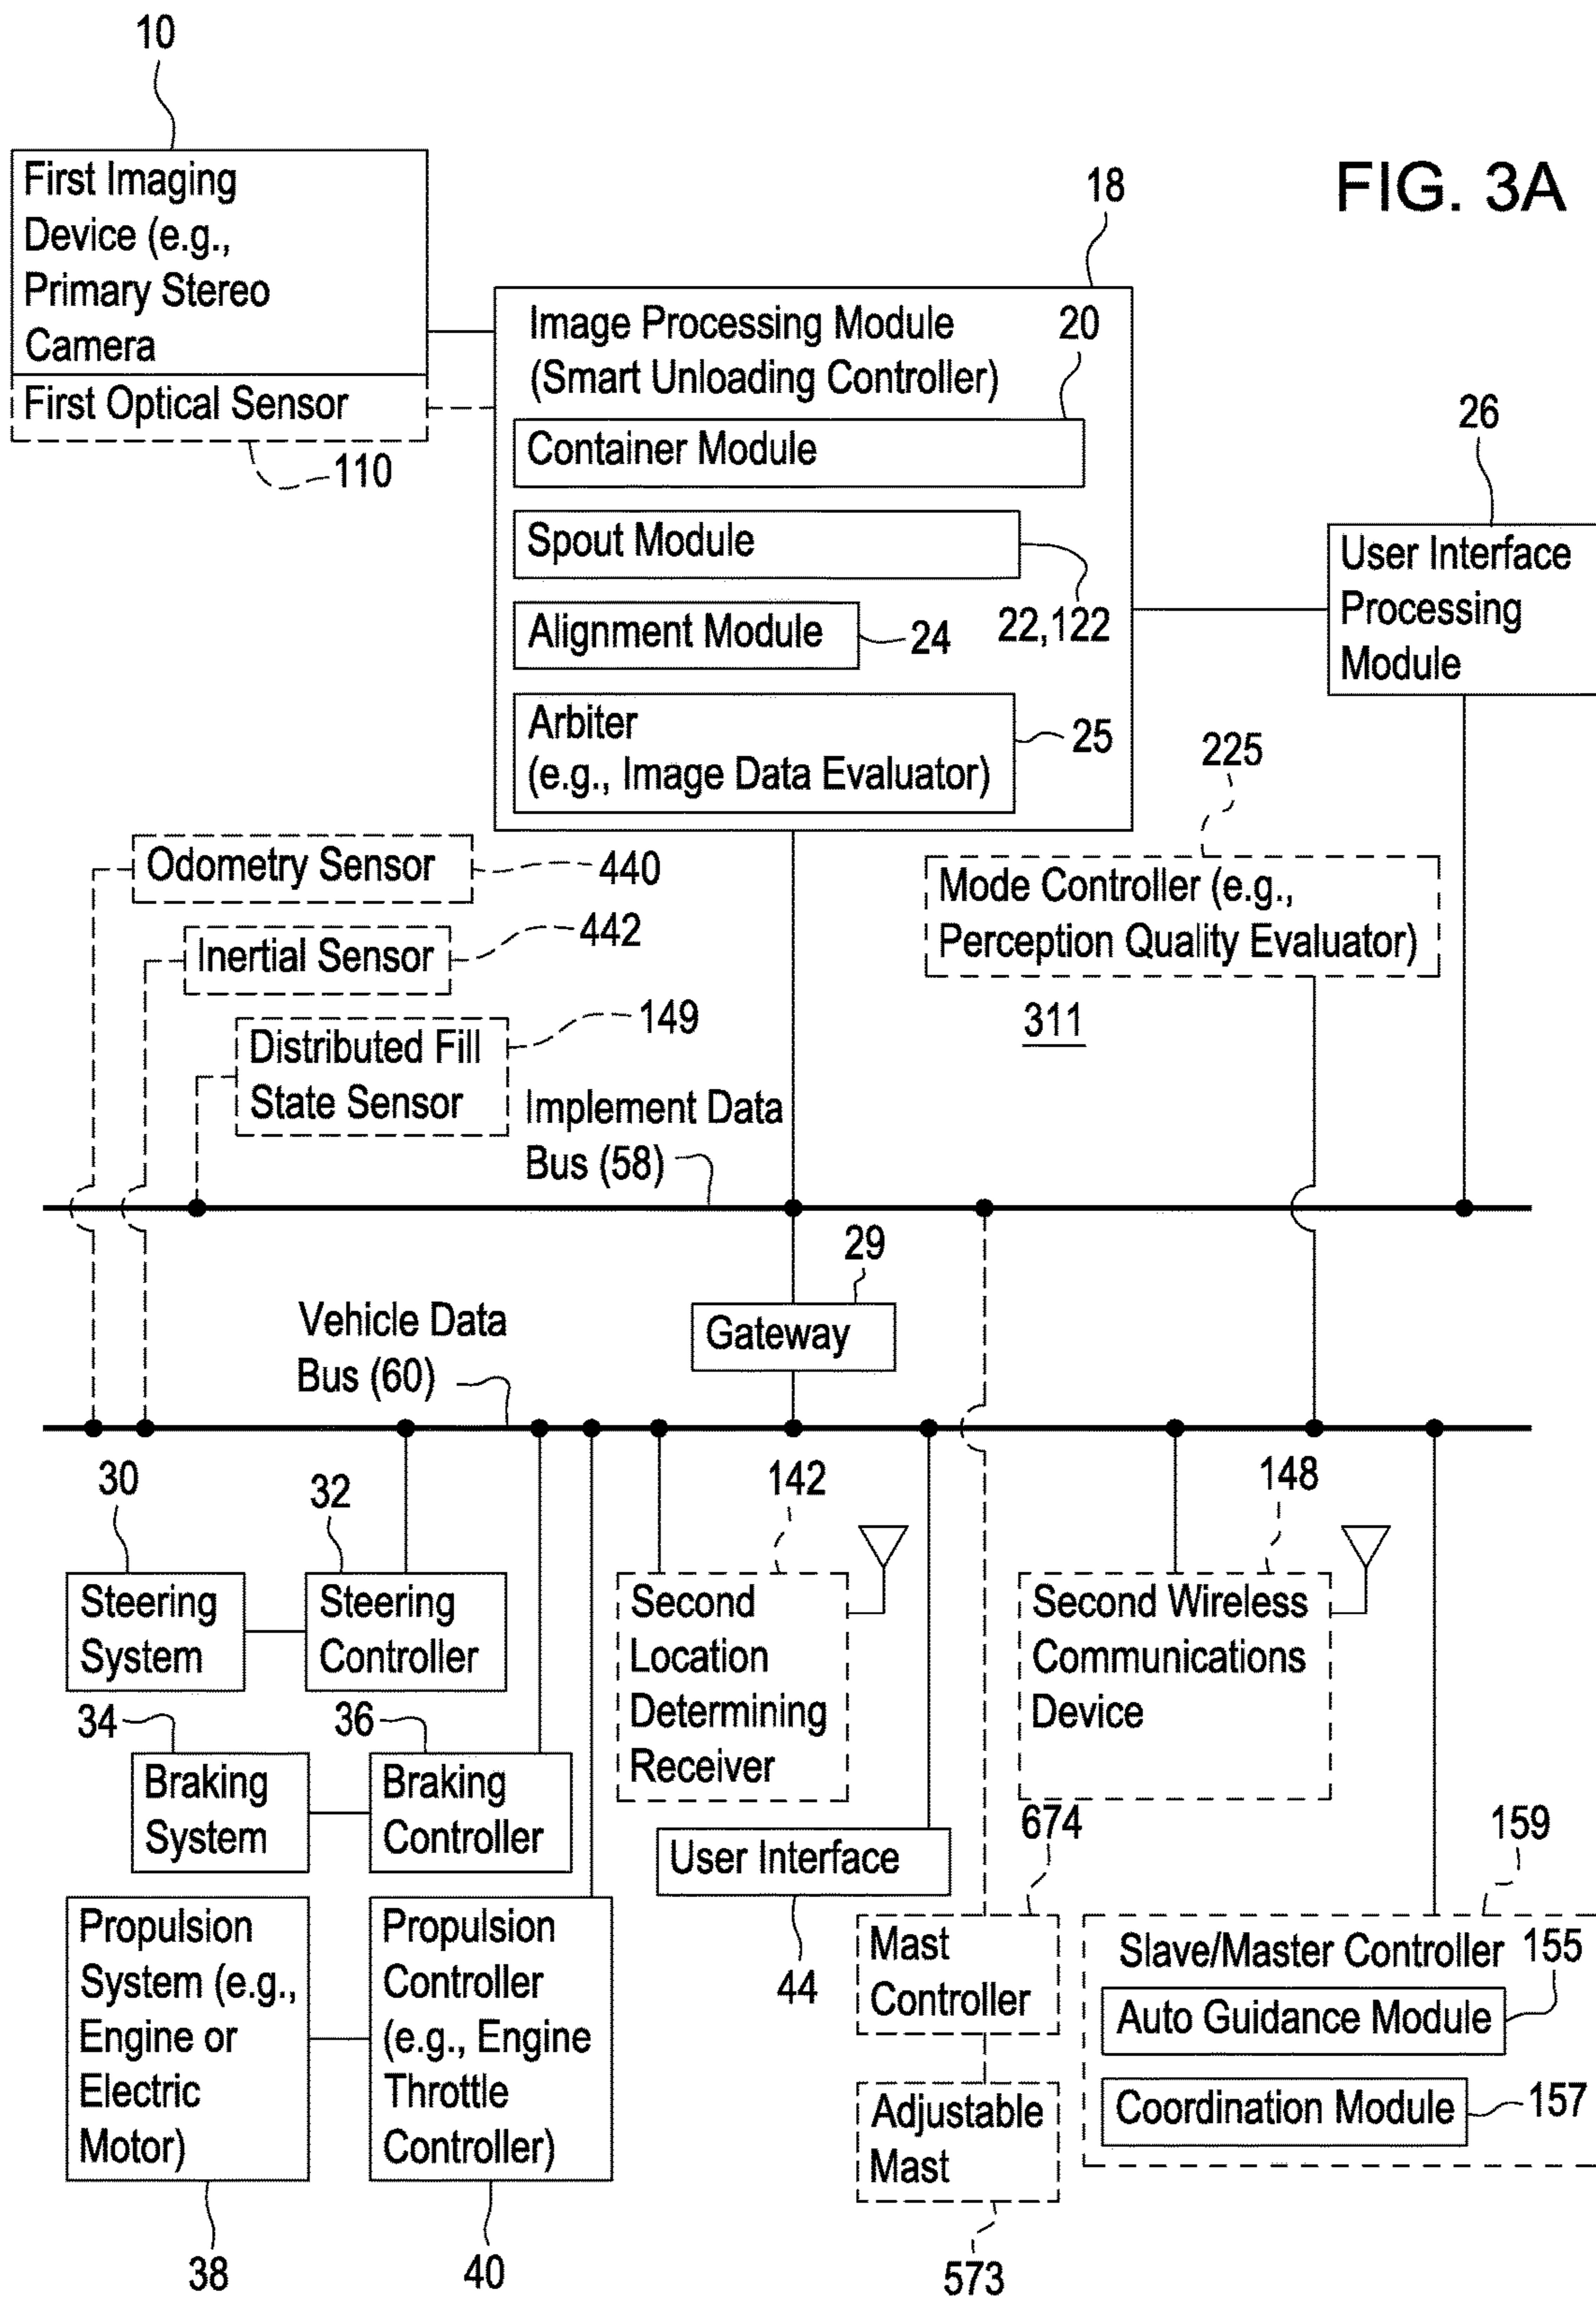 10
FIG. 3A
First Imaging
Device (e.g.,
Primary Stereo
Camera
First Optical Sensor
110
18
Image Processing Module
(Smart Unloading Controller)
20
Container Module
Spout Module
22,122
Alignment Module
24
Arbiter
(e.g., Image Data Evaluator)
25
26
User Interface
Processing
Module
225
Mode Controller (e.g.,
Perception Quality Evaluator)
311
Odometry Sensor
440
Inertial Sensor
442
Distributed Fill
State Sensor
149
Implement Data
Bus (58)
29
Gateway
Vehicle Data
Bus (60)
30
Steering
System
32
Steering
Controller
34
Braking
System
36
Braking
Controller
Propulsion
System (e.g.,
Engine or
Electric
Motor)
38
Propulsion
Controller
(e.g., Engine
Throttle
Controller)
40
142
Second
Location
Determining
Receiver
User Interface
44
148
Second Wireless
Communications
Device
674
Mast
Controller
Adjustable
Mast
573
159
Slave/Master Controller
155
Auto Guidance Module
Coordination Module
157